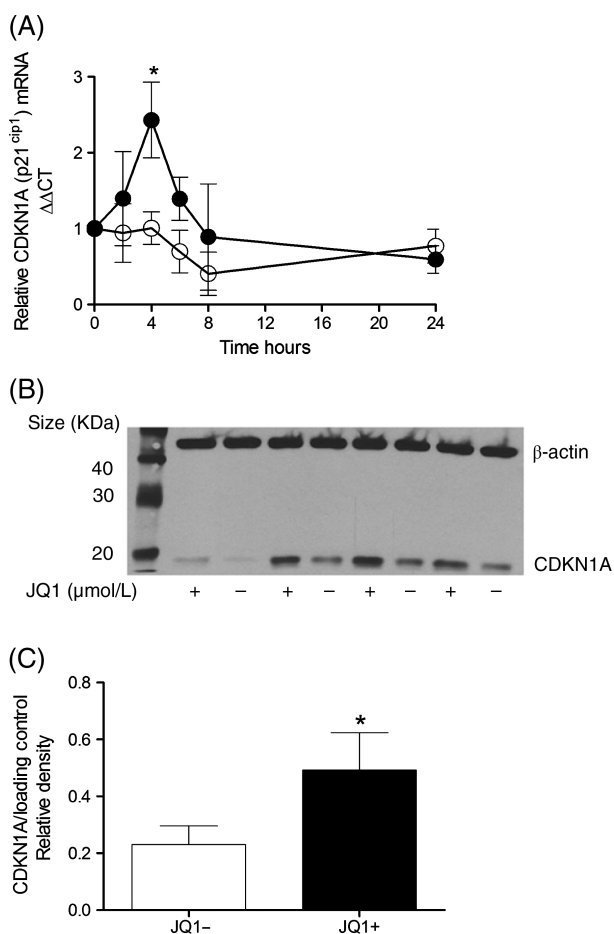 (A)
Relative CDKN1A (p21cip1) mRNA
ΔΔCT
3
2
1
0
*
0 4 8 12 16 20 24
Time hours
(B)
Size (KDa)
40
30
20
β-actin
CDKN1A
JQ1 (μmol/L) + – + – + – + –
(C)
CDKN1A/loading control
Relative density
0.8
0.6
0.4
0.2
0.0
*
JQ1– JQ1+